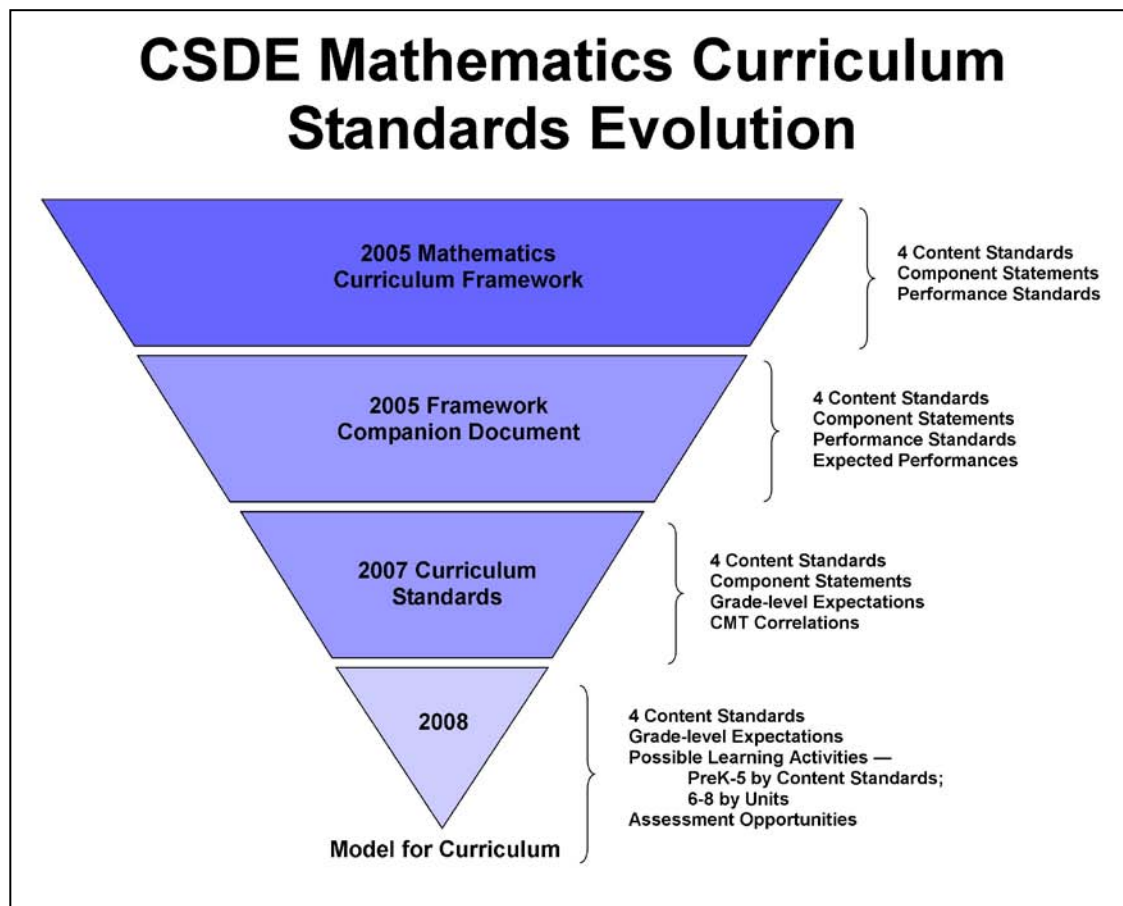 CSDE Mathematics Curriculum
Standards Evolution
2005 Mathematics
Curriculum Framework
4 Content Standards
Component Statements
Performance Standards
2005 Framework
Companion Document
4 Content Standards
Component Statements
Performance Standards
Expected Performances
2007 Curriculum
Standards
4 Content Standards
Component Statements
Grade-level Expectations
CMT Correlations
2008
Model for Curriculum
4 Content Standards
Grade-level Expectations
Possible Learning Activities —
PreK-5 by Content Standards;
6-8 by Units
Assessment Opportunities